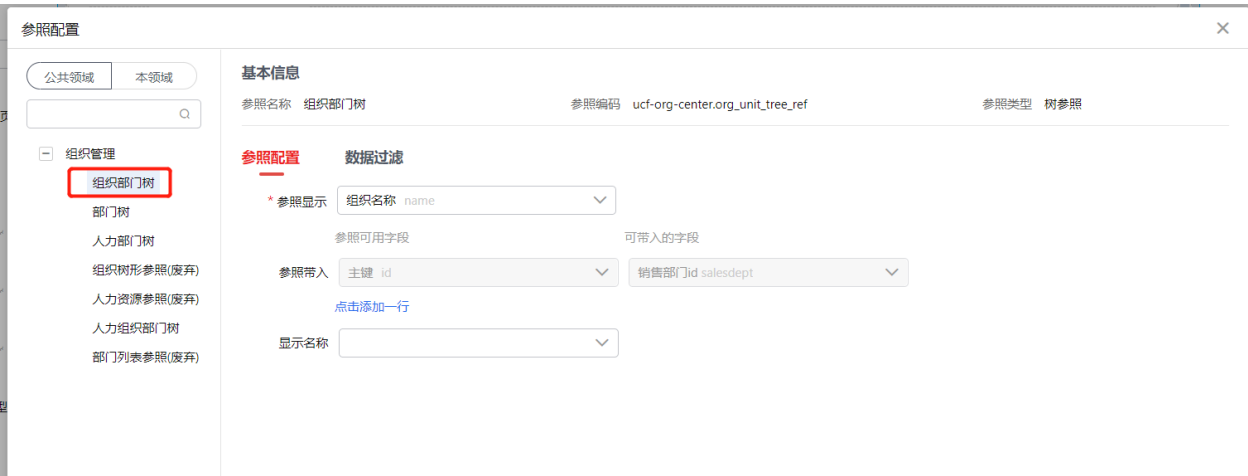 参照配置
公共领域 本领域
组织管理
组织部门树
部门树
人力部门树
组织树形参照(废弃)
人力资源参照(废弃)
人力组织部门树
部门列表参照(废弃)
基本信息
参照名称 组织部门树 参照编码 ucf-org-center.org_unit_tree_ref 参照类型 树参照
参照配置 数据过滤
* 参照显示 组织名称 name
参照可用字段 可带入的字段
参照带入 主键 id 销售部门id salesdept
点击添加一行
显示名称